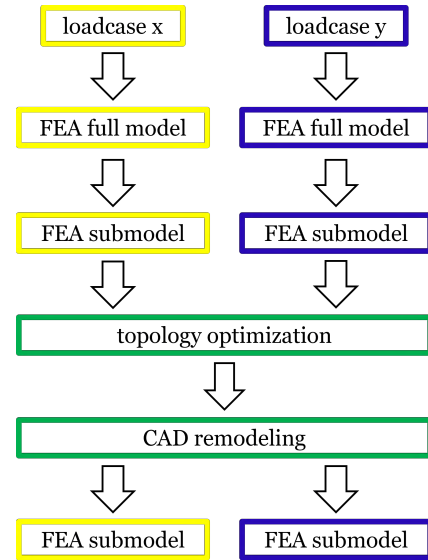 loadcase x
loadcase y
FEA full model
FEA full model
FEA submodel
FEA submodel
topology optimization
CAD remodeling
FEA submodel
FEA submodel